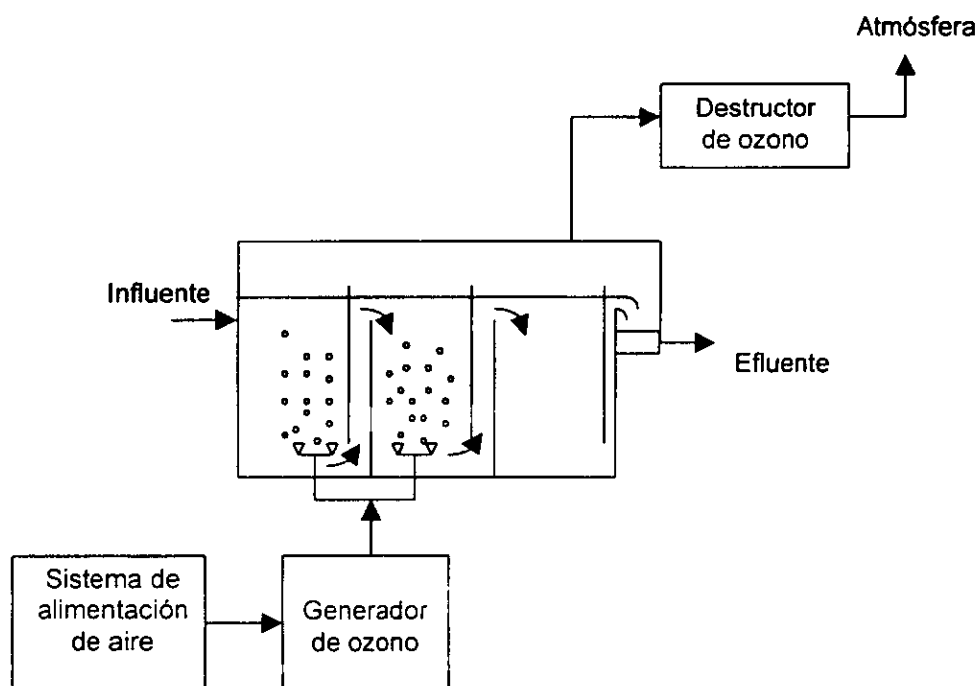 Atmósfera
Destructor
de ozono
Influente
Efluente
Sistema de
alimentación
de aire
Generador
de ozono